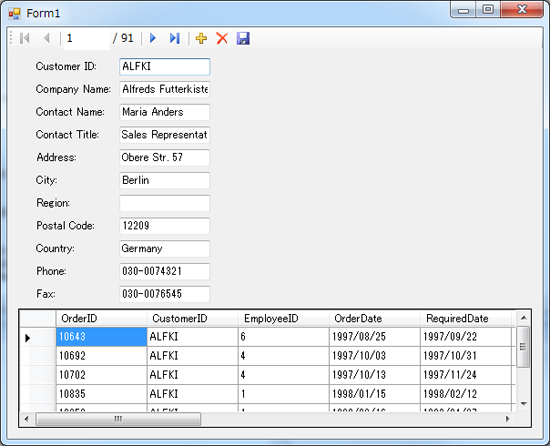 Form1
1 / 91
Customer ID: ALFKI
Company Name: Alfreds Futterkiste
Contact Name: Maria Anders
Contact Title: Sales Representat
Address: Obere Str. 57
City: Berlin
Region:
Postal Code: 12209
Country: Germany
Phone: 030-0074321
Fax: 030-0076545
OrderID CustomerID EmployeeID OrderDate RequiredDate
10643 ALFKI 6 1997/08/25 1997/09/22
10692 ALFKI 4 1997/10/03 1997/10/31
10702 ALFKI 4 1997/10/13 1997/11/24
10835 ALFKI 1 1998/01/15 1998/02/12
ALFKI 1